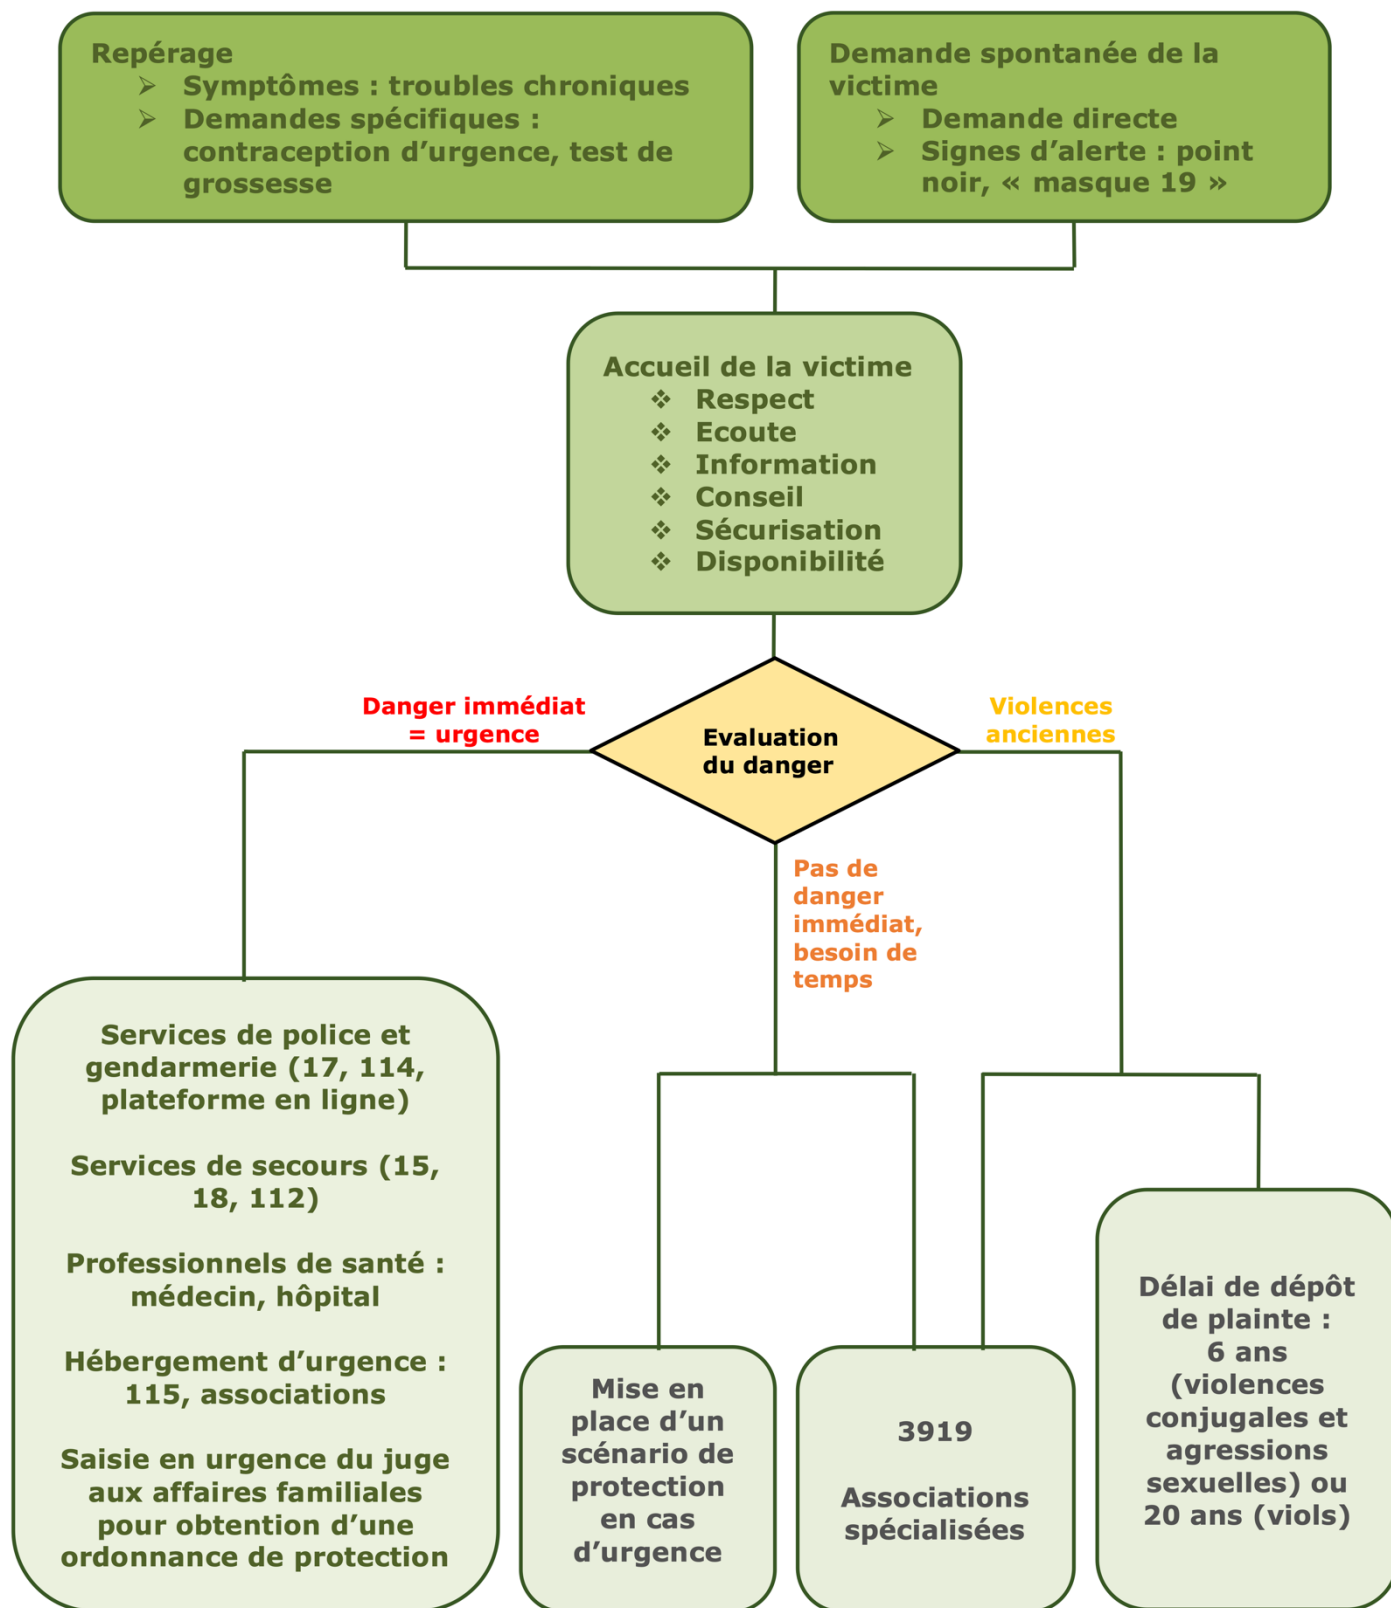 Repérage
➢ Symptômes : troubles chroniques
➢ Demandes spécifiques :
contraception d’urgence, test de
grossesse
Demande spontanée de la
victime
➢ Demande directe
➢ Signes d’alerte : point
noir, « masque 19 »
Accueil de la victime
❖ Respect
❖ Ecoute
❖ Information
❖ Conseil
❖ Sécurisation
❖ Disponibilité
Danger immédiat
= urgence
Evaluation
du danger
Violences
anciennes
Pas de
danger
immédiat,
besoin de
temps
Services de police et
gendarmerie (17, 114,
plateforme en ligne)
Services de secours (15,
18, 112)
Professionnels de santé :
médecin, hôpital
Hébergement d’urgence :
115, associations
Saisie en urgence du juge
aux affaires familiales
pour obtention d’une
ordonnance de protection
Mise en
place d’un
scénario de
protection
en cas
d’urgence
3919
Associations
spécialisées
Délai de dépôt
de plainte :
6 ans
(violences
conjugales et
agressions
sexuelles) ou
20 ans (viols)